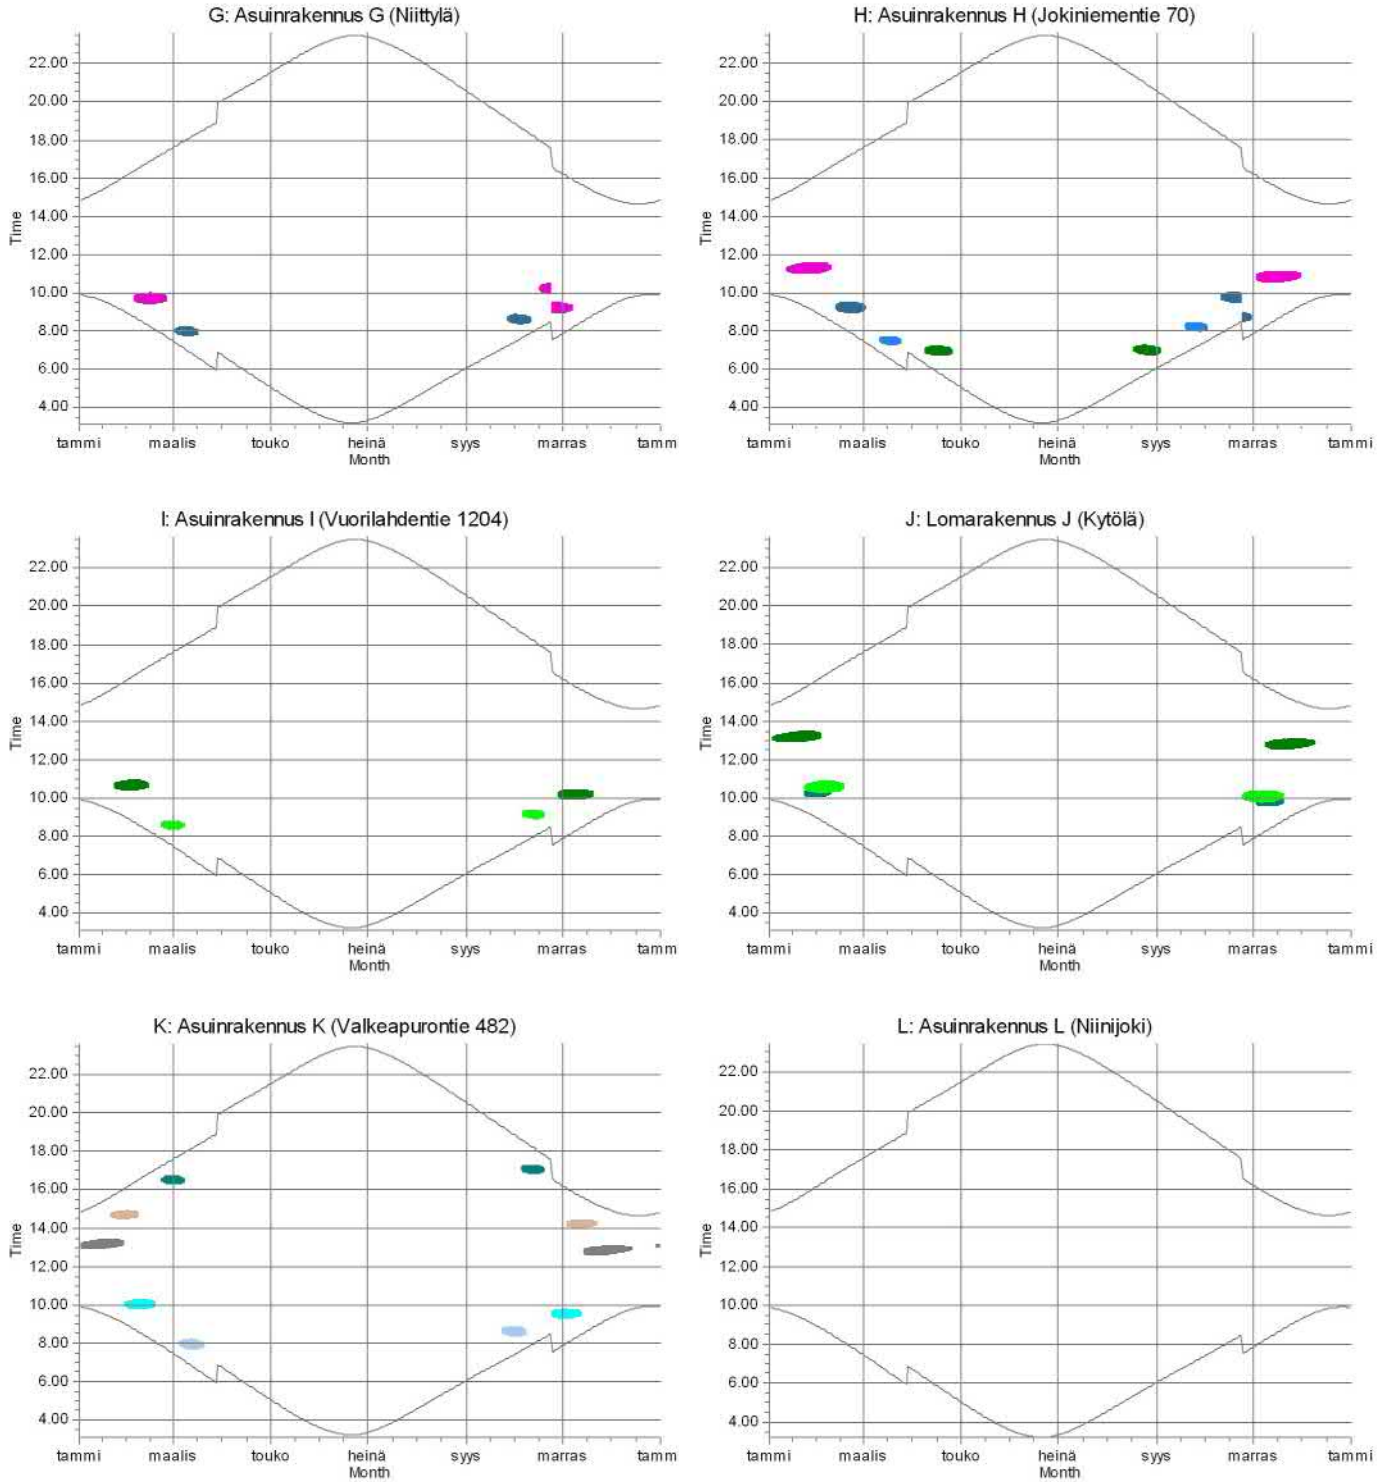 G: Asuinrakennus G (Niittylä)
22.00
20.00
18.00
16.00
14.00
12.00
10.00
8.00
6.00
4.00
Time
tammi maalis touko heinä syys marras tamm
Month
H: Asuinrakennus H (Jokiniementie 70)
22.00
20.00
18.00
16.00
14.00
12.00
10.00
8.00
6.00
4.00
Time
tammi maalis touko heinä syys marras tammi
Month
I: Asuinrakennus I (Vuorilahdentie 1204)
22.00
20.00
18.00
16.00
14.00
12.00
10.00
8.00
6.00
4.00
Time
tammi maalis touko heinä syys marras tamm
Month
J: Lomarakennus J (Kytölä)
22.00
20.00
18.00
16.00
14.00
12.00
10.00
8.00
6.00
4.00
Time
tammi maalis touko heinä syys marras tammi
Month
K: Asuinrakennus K (Valkeapurontie 482)
22.00
20.00
18.00
16.00
14.00
12.00
10.00
8.00
6.00
4.00
Time
tammi maalis touko heinä syys marras tamm
Month
L: Asuinrakennus L (Niinijoki)
22.00
20.00
18.00
16.00
14.00
12.00
10.00
8.00
6.00
4.00
Time
tammi maalis touko heinä syys marras tammi
Month